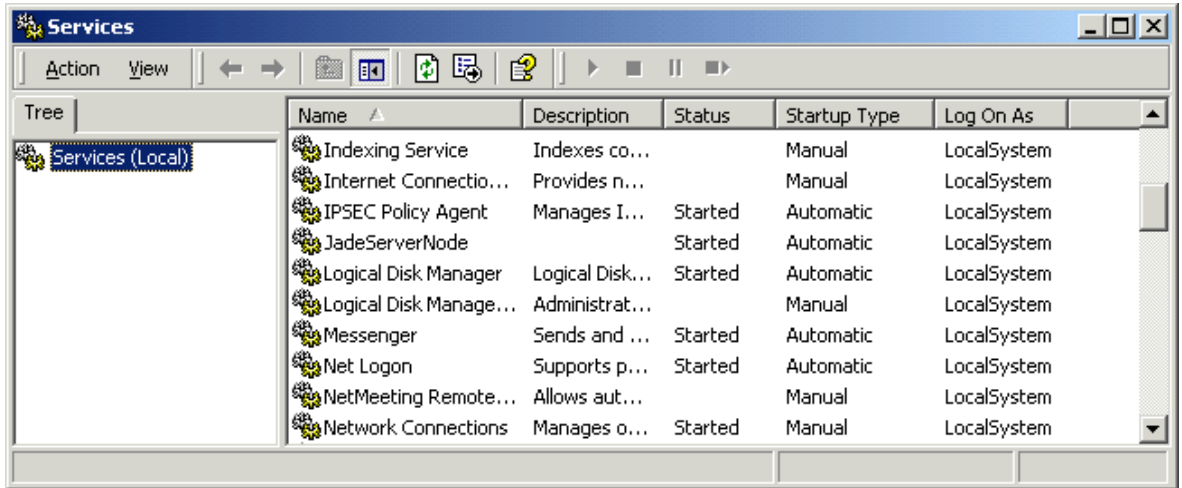 Services
Action View
Tree
Name Description Status Startup Type Log On As
Services (Local)
Indexing Service Indexes co... Manual LocalSystem
Internet Connectio... Provides n... Manual LocalSystem
IPSEC Policy Agent Manages I... Started Automatic LocalSystem
JadeServerNode Started Automatic LocalSystem
Logical Disk Manager Logical Disk... Started Automatic LocalSystem
Logical Disk Manage... Administrat... Manual LocalSystem
Messenger Sends and ... Started Automatic LocalSystem
Net Logon Supports p... Started Automatic LocalSystem
NetMeeting Remote... Allows aut... Manual LocalSystem
Network Connections Manages o... Started Manual LocalSystem